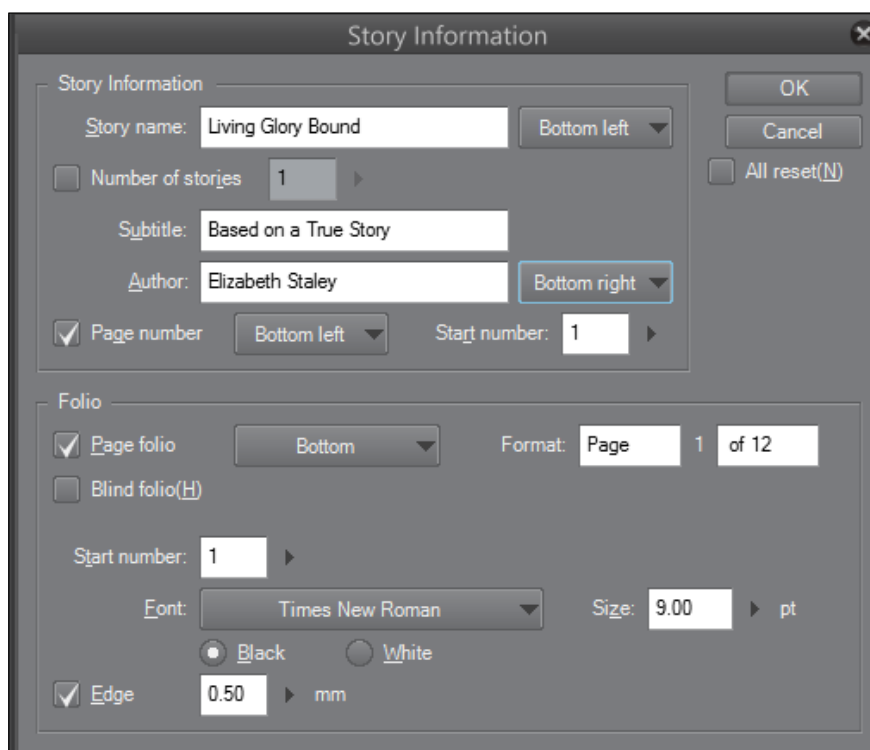 Story Information
Story Information
OK
Story name: Living Glory Bound Bottom left
Cancel
Number of stories 1
All reset(N)
Subtitle: Based on a True Story
Author: Elizabeth Staley Bottom right
Page number Bottom left Start number: 1
Folio
Page folio Bottom Format: Page 1 of 12
Blind folio(H)
Start number: 1
Font: Times New Roman Size: 9.00 pt
Black White
Edge 0.50 mm